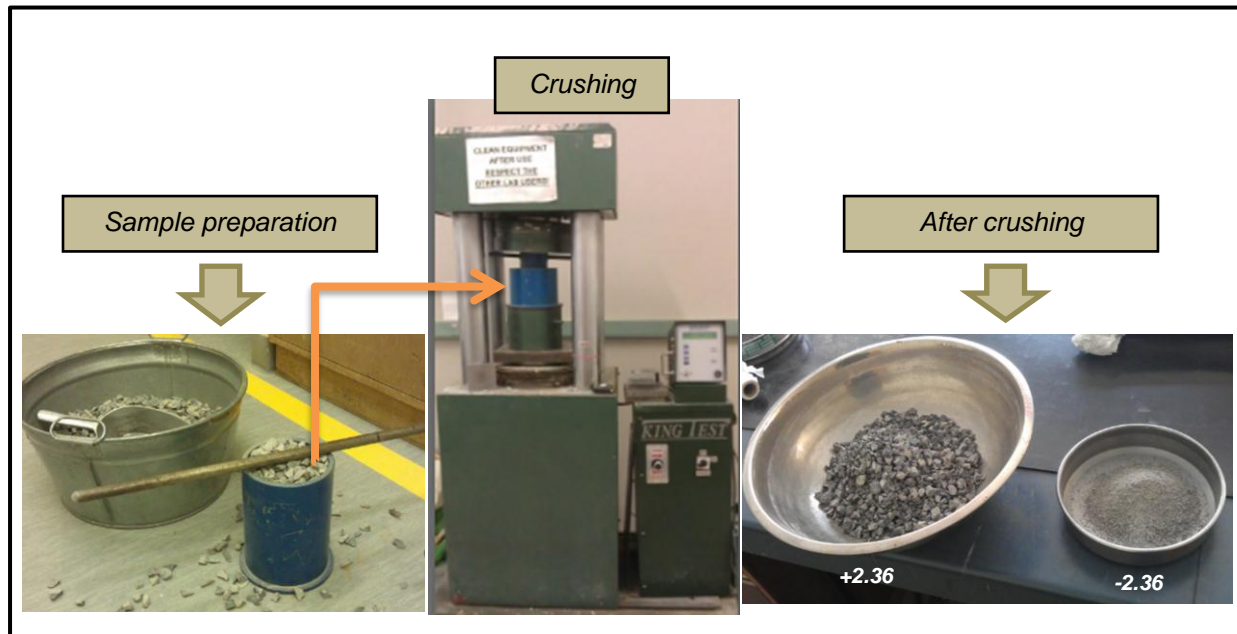 Crushing
CLEAN EQUIPMENT
AFTER USE
RESPECT THE
OTHER LAB USERS!
Sample preparation
After crushing
KING TEST
+2.36
-2.36